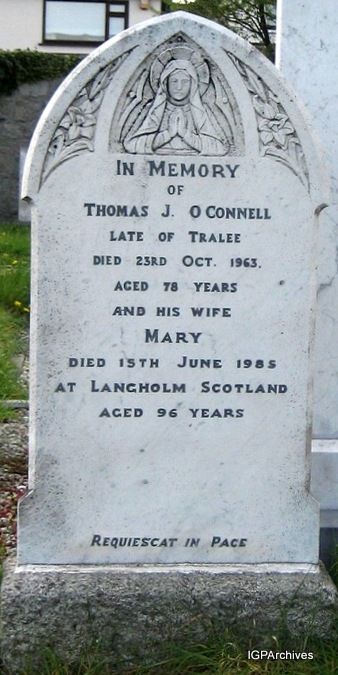 IN MEMORY
OF
THOMAS J. O'CONNELL
LATE OF TRALEE
DIED 23RD OCT. 1963.
AGED 78 YEARS
AND HIS WIFE
MARY
DIED 15TH JUNE 1985
AT LANGHOLM SCOTLAND
AGED 96 YEARS
REQUIESCAT IN PACE
IGPArchives